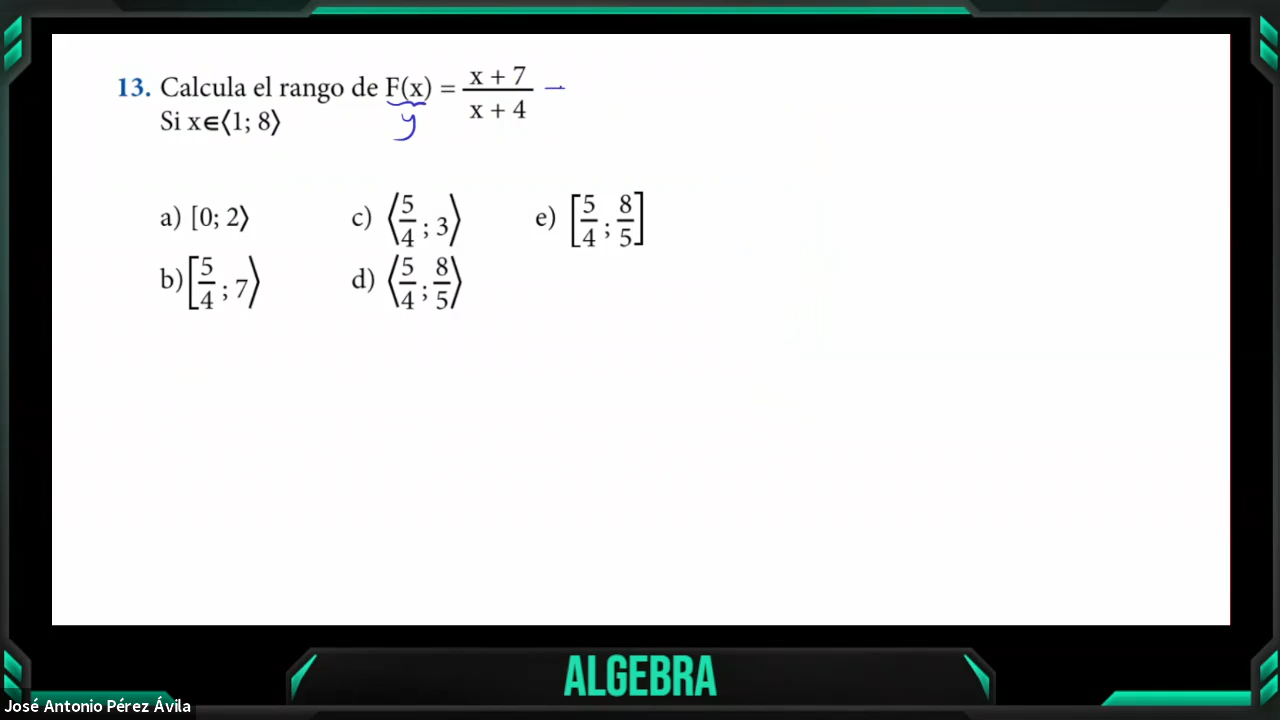 13. Calcula el rango de F(x) = x + 7 / x + 4 –
y
Si x∈⟨1; 8⟩
a) [0; 2⟩ c) ⟨5/4 ; 3⟩ e) [5/4 ; 8/5]
b) [5/4 ; 7⟩ d) ⟨5/4 ; 8/5⟩
ALGEBRA
José Antonio Pérez Ávila